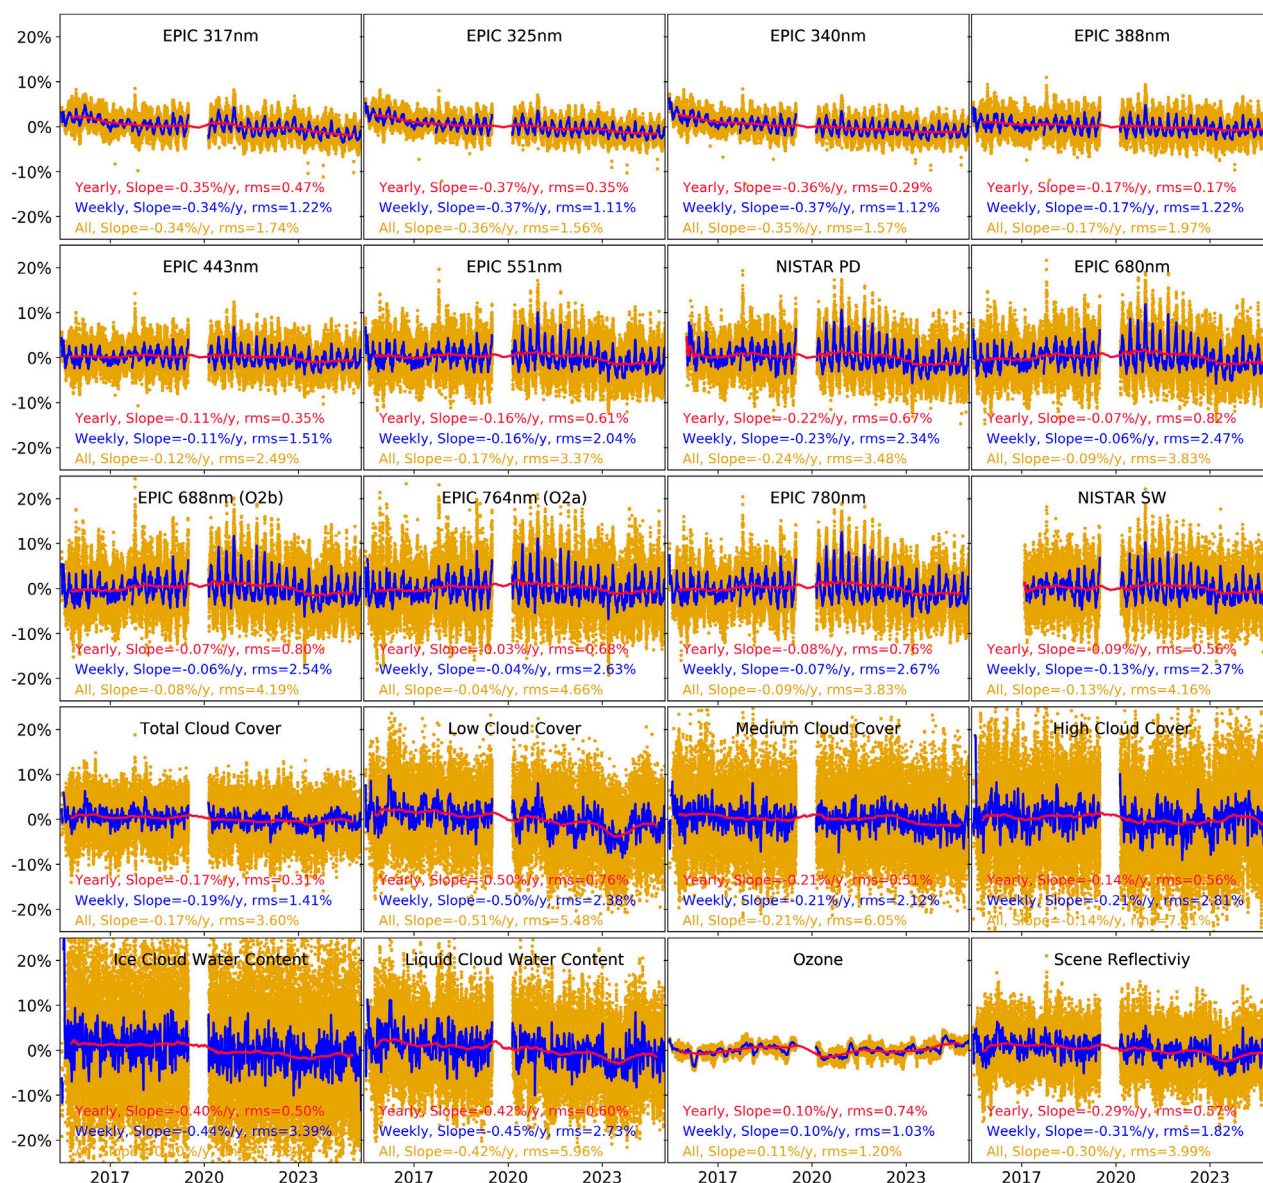 20%
10%
0%
-10%
-20%
EPIC 317nm
Yearly, Slope=-0.35%/y, rms=0.47%
Weekly, Slope=-0.34%/y, rms=1.22%
All, Slope=-0.34%/y, rms=1.74%
EPIC 325nm
Yearly, Slope=-0.37%/y, rms=0.35%
Weekly, Slope=-0.37%/y, rms=1.11%
All, Slope=-0.36%/y, rms=1.56%
EPIC 340nm
Yearly, Slope=-0.36%/y, rms=0.29%
Weekly, Slope=-0.37%/y, rms=1.12%
All, Slope=-0.35%/y, rms=1.57%
EPIC 388nm
Yearly, Slope=-0.17%/y, rms=0.17%
Weekly, Slope=-0.17%/y, rms=1.22%
All, Slope=-0.17%/y, rms=1.97%
20%
10%
0%
-10%
-20%
EPIC 443nm
Yearly, Slope=-0.11%/y, rms=0.35%
Weekly, Slope=-0.11%/y, rms=1.51%
All, Slope=-0.12%/y, rms=2.49%
EPIC 551nm
Yearly, Slope=-0.16%/y, rms=0.61%
Weekly, Slope=-0.16%/y, rms=2.04%
All, Slope=-0.17%/y, rms=3.37%
NISTAR PD
Yearly, Slope=-0.22%/y, rms=0.67%
Weekly, Slope=-0.23%/y, rms=2.34%
All, Slope=-0.24%/y, rms=3.48%
EPIC 680nm
Yearly, Slope=-0.07%/y, rms=0.82%
Weekly, Slope=-0.06%/y, rms=2.47%
All, Slope=-0.09%/y, rms=3.83%
20%
10%
0%
-10%
-20%
EPIC 688nm (O2b)
Yearly, Slope=-0.07%/y, rms=0.80%
Weekly, Slope=-0.06%/y, rms=2.54%
All, Slope=-0.08%/y, rms=4.19%
EPIC 764nm (O2a)
Yearly, Slope=-0.03%/y, rms=0.68%
Weekly, Slope=-0.04%/y, rms=2.63%
All, Slope=-0.04%/y, rms=4.66%
EPIC 780nm
Yearly, Slope=-0.08%/y, rms=0.76%
Weekly, Slope=-0.07%/y, rms=2.67%
All, Slope=-0.09%/y, rms=3.83%
NISTAR SW
Yearly, Slope=-0.09%/y, rms=0.56%
Weekly, Slope=-0.13%/y, rms=2.37%
All, Slope=-0.13%/y, rms=4.16%
20%
10%
0%
-10%
-20%
Total Cloud Cover
Yearly, Slope=-0.17%/y, rms=0.31%
Weekly, Slope=-0.19%/y, rms=1.41%
All, Slope=-0.17%/y, rms=3.60%
Low Cloud Cover
Yearly, Slope=-0.50%/y, rms=0.76%
Weekly, Slope=-0.50%/y, rms=2.38%
All, Slope=-0.51%/y, rms=5.48%
Medium Cloud Cover
Yearly, Slope=-0.21%/y, rms=0.51%
Weekly, Slope=-0.21%/y, rms=2.12%
All, Slope=-0.21%/y, rms=6.05%
High Cloud Cover
Yearly, Slope=-0.14%/y, rms=0.56%
Weekly, Slope=-0.21%/y, rms=2.81%
All, Slope=-0.14%/y,
20%
10%
0%
-10%
-20%
Ice Cloud Water Content
Yearly, Slope=-0.40%/y, rms=0.50%
Weekly, Slope=-0.44%/y, rms=3.39%
Liquid Cloud Water Content
Yearly, Slope=-0.42%/y, rms=0.60%
Weekly, Slope=-0.45%/y, rms=2.73%
All, Slope=-0.42%/y, rms=5.96%
Ozone
Yearly, Slope=0.10%/y, rms=0.74%
Weekly, Slope=0.10%/y, rms=1.03%
All, Slope=0.11%/y, rms=1.20%
Scene Reflectiviy
Yearly, Slope=-0.29%/y, rms=0.57%
Weekly, Slope=-0.31%/y, rms=1.82%
All, Slope=-0.30%/y, rms=3.99%
2017 2020 2023 2017 2020 2023 2017 2020 2023 2017 2020 2023